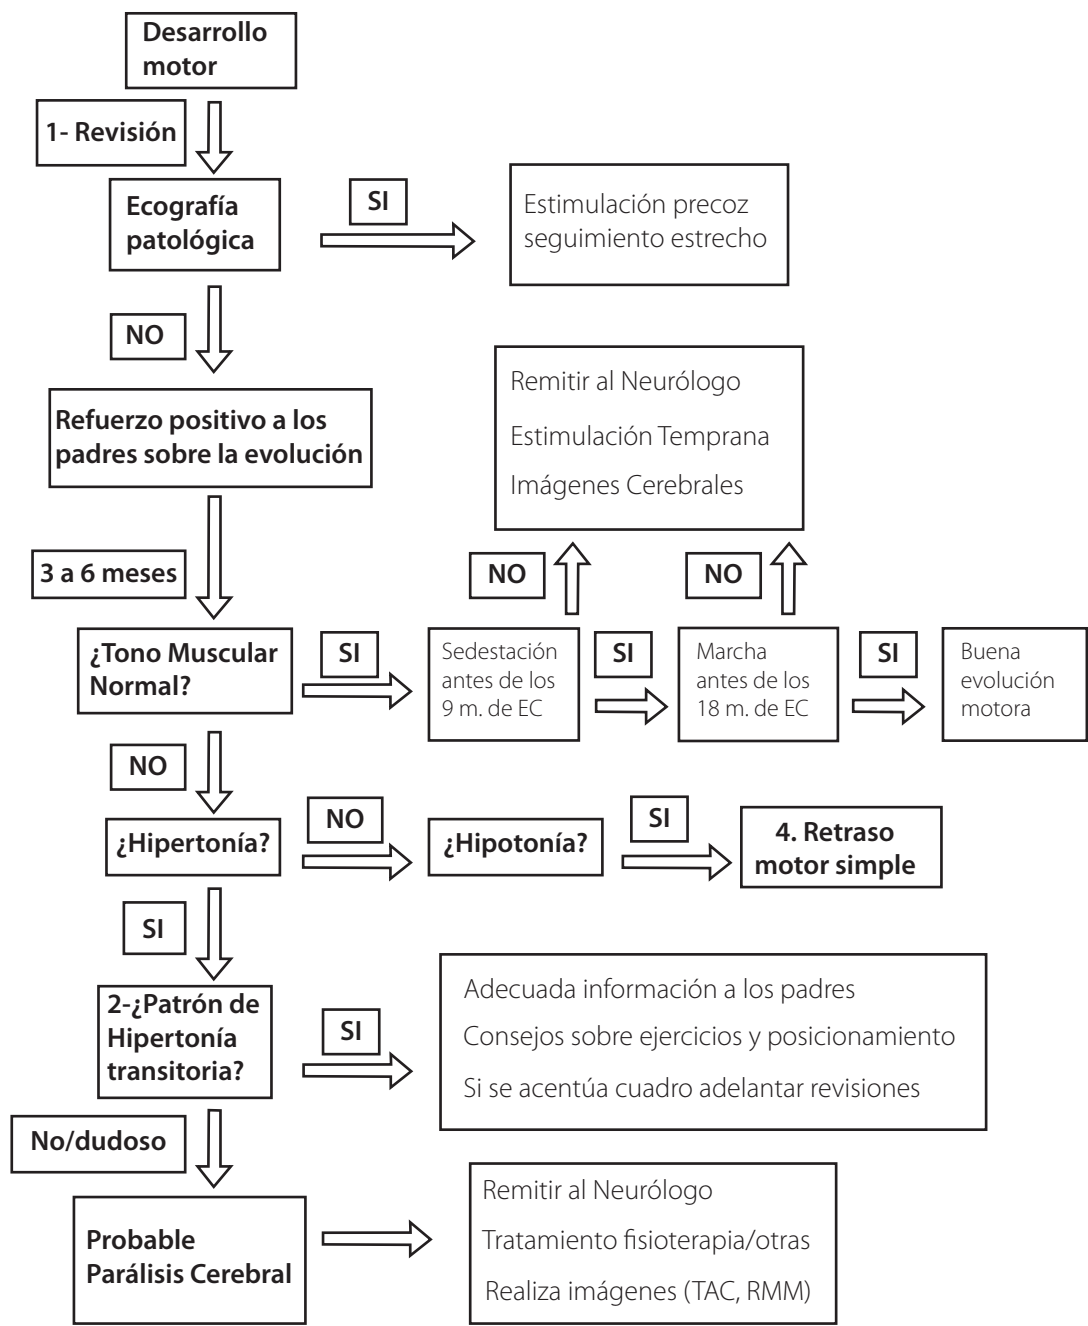 Desarrollo
motor
1- Revisión
Ecografía
patológica
SI
Estimulación precoz
seguimiento estrecho
NO
Refuerzo positivo a los
padres sobre la evolución
Remitir al Neurólogo
Estimulación Temprana
Imágenes Cerebrales
3 a 6 meses
NO
NO
¿Tono Muscular
Normal?
SI
Sedestación
antes de los
9 m. de EC
SI
Marcha
antes de los
18 m. de EC
SI
Buena
evolución
motora
NO
¿Hipertonía?
NO
¿Hipotonía?
SI
4. Retraso
motor simple
SI
2-¿Patrón de
Hipertonía
transitoria?
SI
Adecuada información a los padres
Consejos sobre ejercicios y posicionamiento
Si se acentúa cuadro adelantar revisiones
No/dudoso
Probable
Parálisis Cerebral
Remitir al Neurólogo
Tratamiento fisioterapia/otras
Realiza imágenes (TAC, RMM)